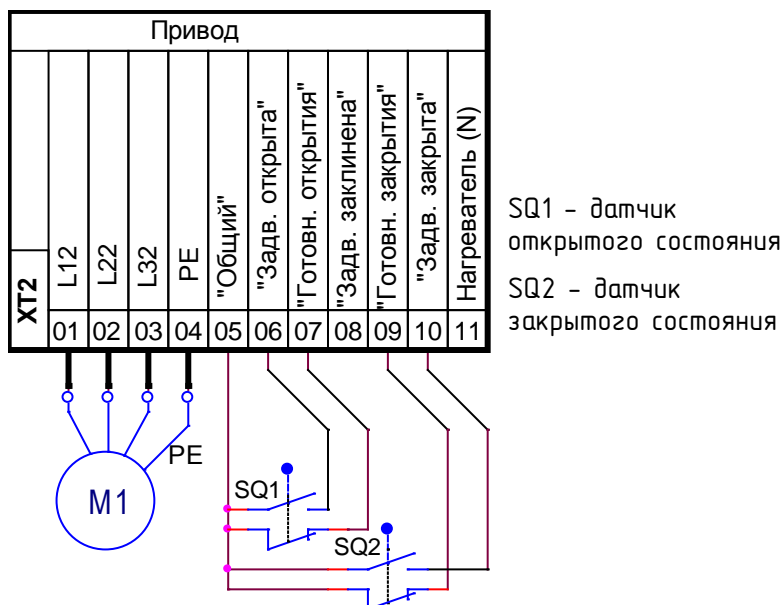 Привод
XT2
L12
L22
L32
PE
"Общий"
"Задв. открыта"
"Готовн. открытия"
"Задв. заклинена"
"Готовн. закрытия"
"Задв. закрыта"
Нагреватель (N)
01 02 03 04 05 06 07 08 09 10 11
SQ1 - датчик
открытого состояния
SQ2 - датчик
закрытого состояния
PE
M1
SQ1
SQ2